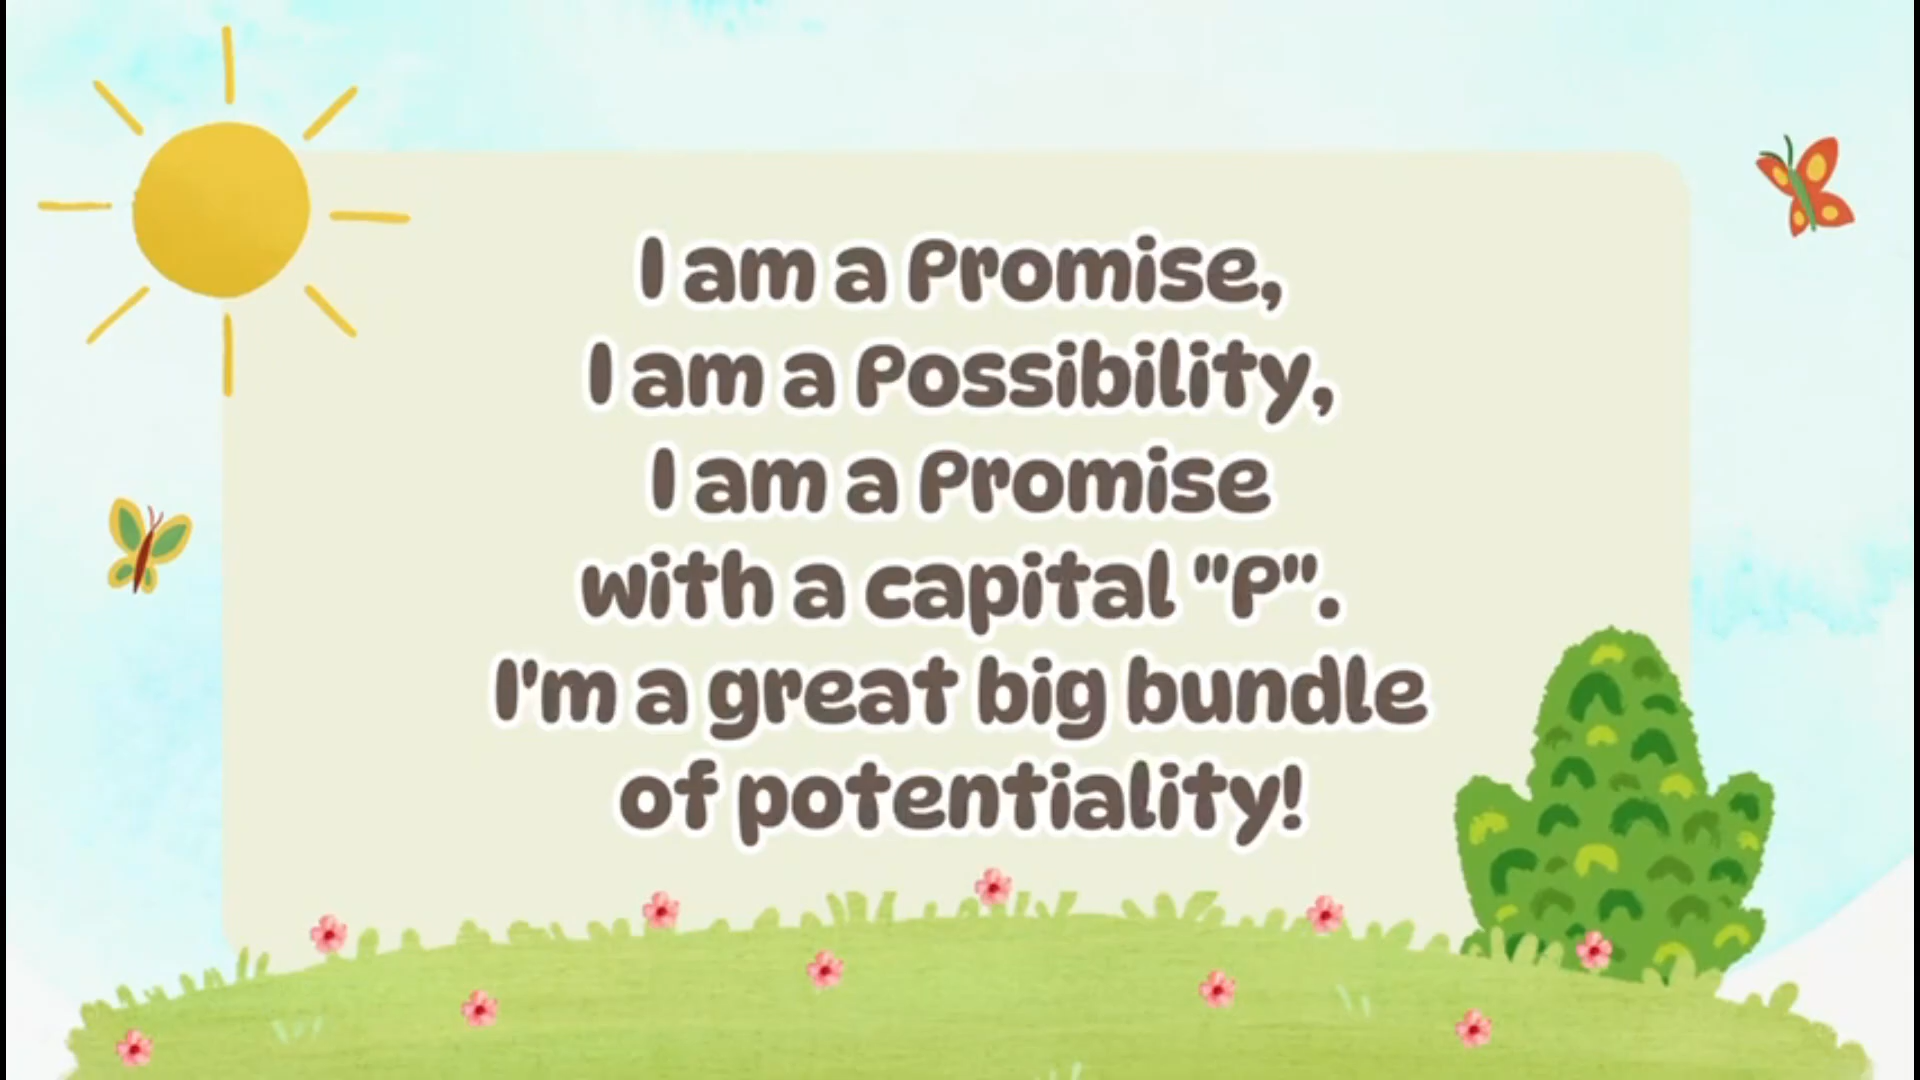 I am a Promise,
I am a Possibility,
I am a Promise
with a capital "P".
I'm a great big bundle
of potentiality!